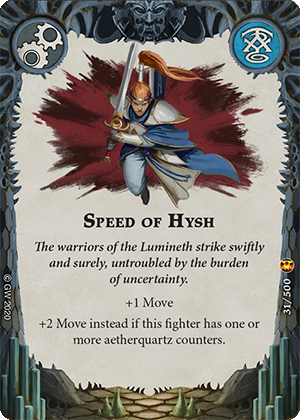 SPEED OF HYSH
The warriors of the Lumineth strike swiftly
and surely, untroubled by the burden
of uncertainty.
+1 Move
+2 Move instead if this fighter has one or
more aetherquartz counters.
© GW 2020
31/500